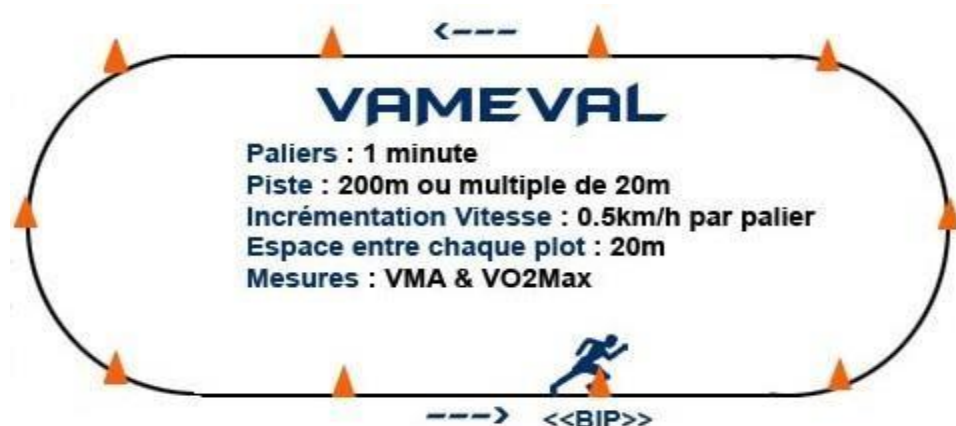 <---
VAMEVAL
Paliers : 1 minute
Piste : 200m ou multiple de 20m
Incrémentation Vitesse : 0.5km/h par palier
Espace entre chaque plot : 20m
Mesures : VMA & VO2Max
---> <<BIP>>